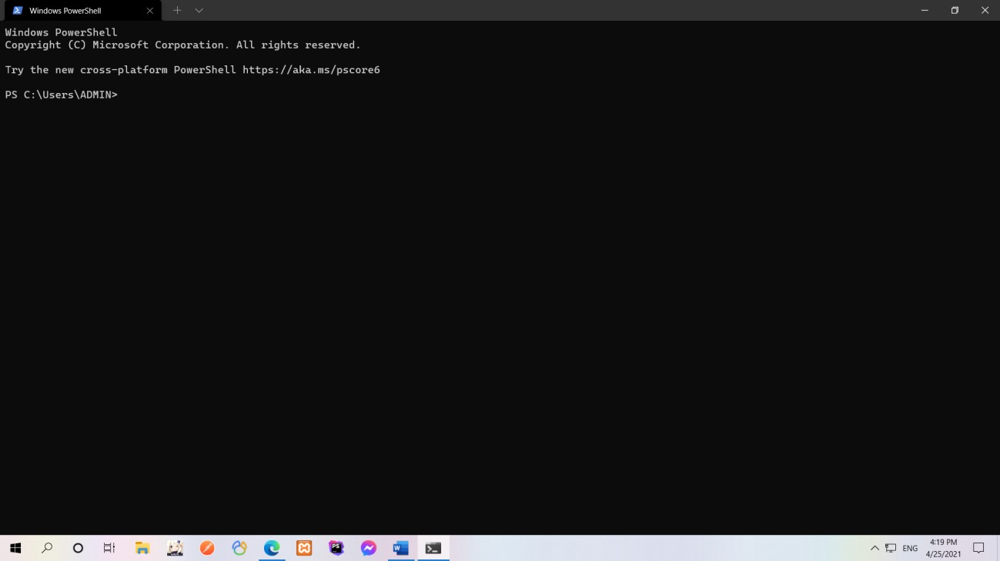 Windows PowerShell
Windows PowerShell
Copyright (C) Microsoft Corporation. All rights reserved.
Try the new cross-platform PowerShell https://aka.ms/pscore6
PS C:\Users\ADMIN>
PS
W
ENG
4:19 PM
4/25/2021